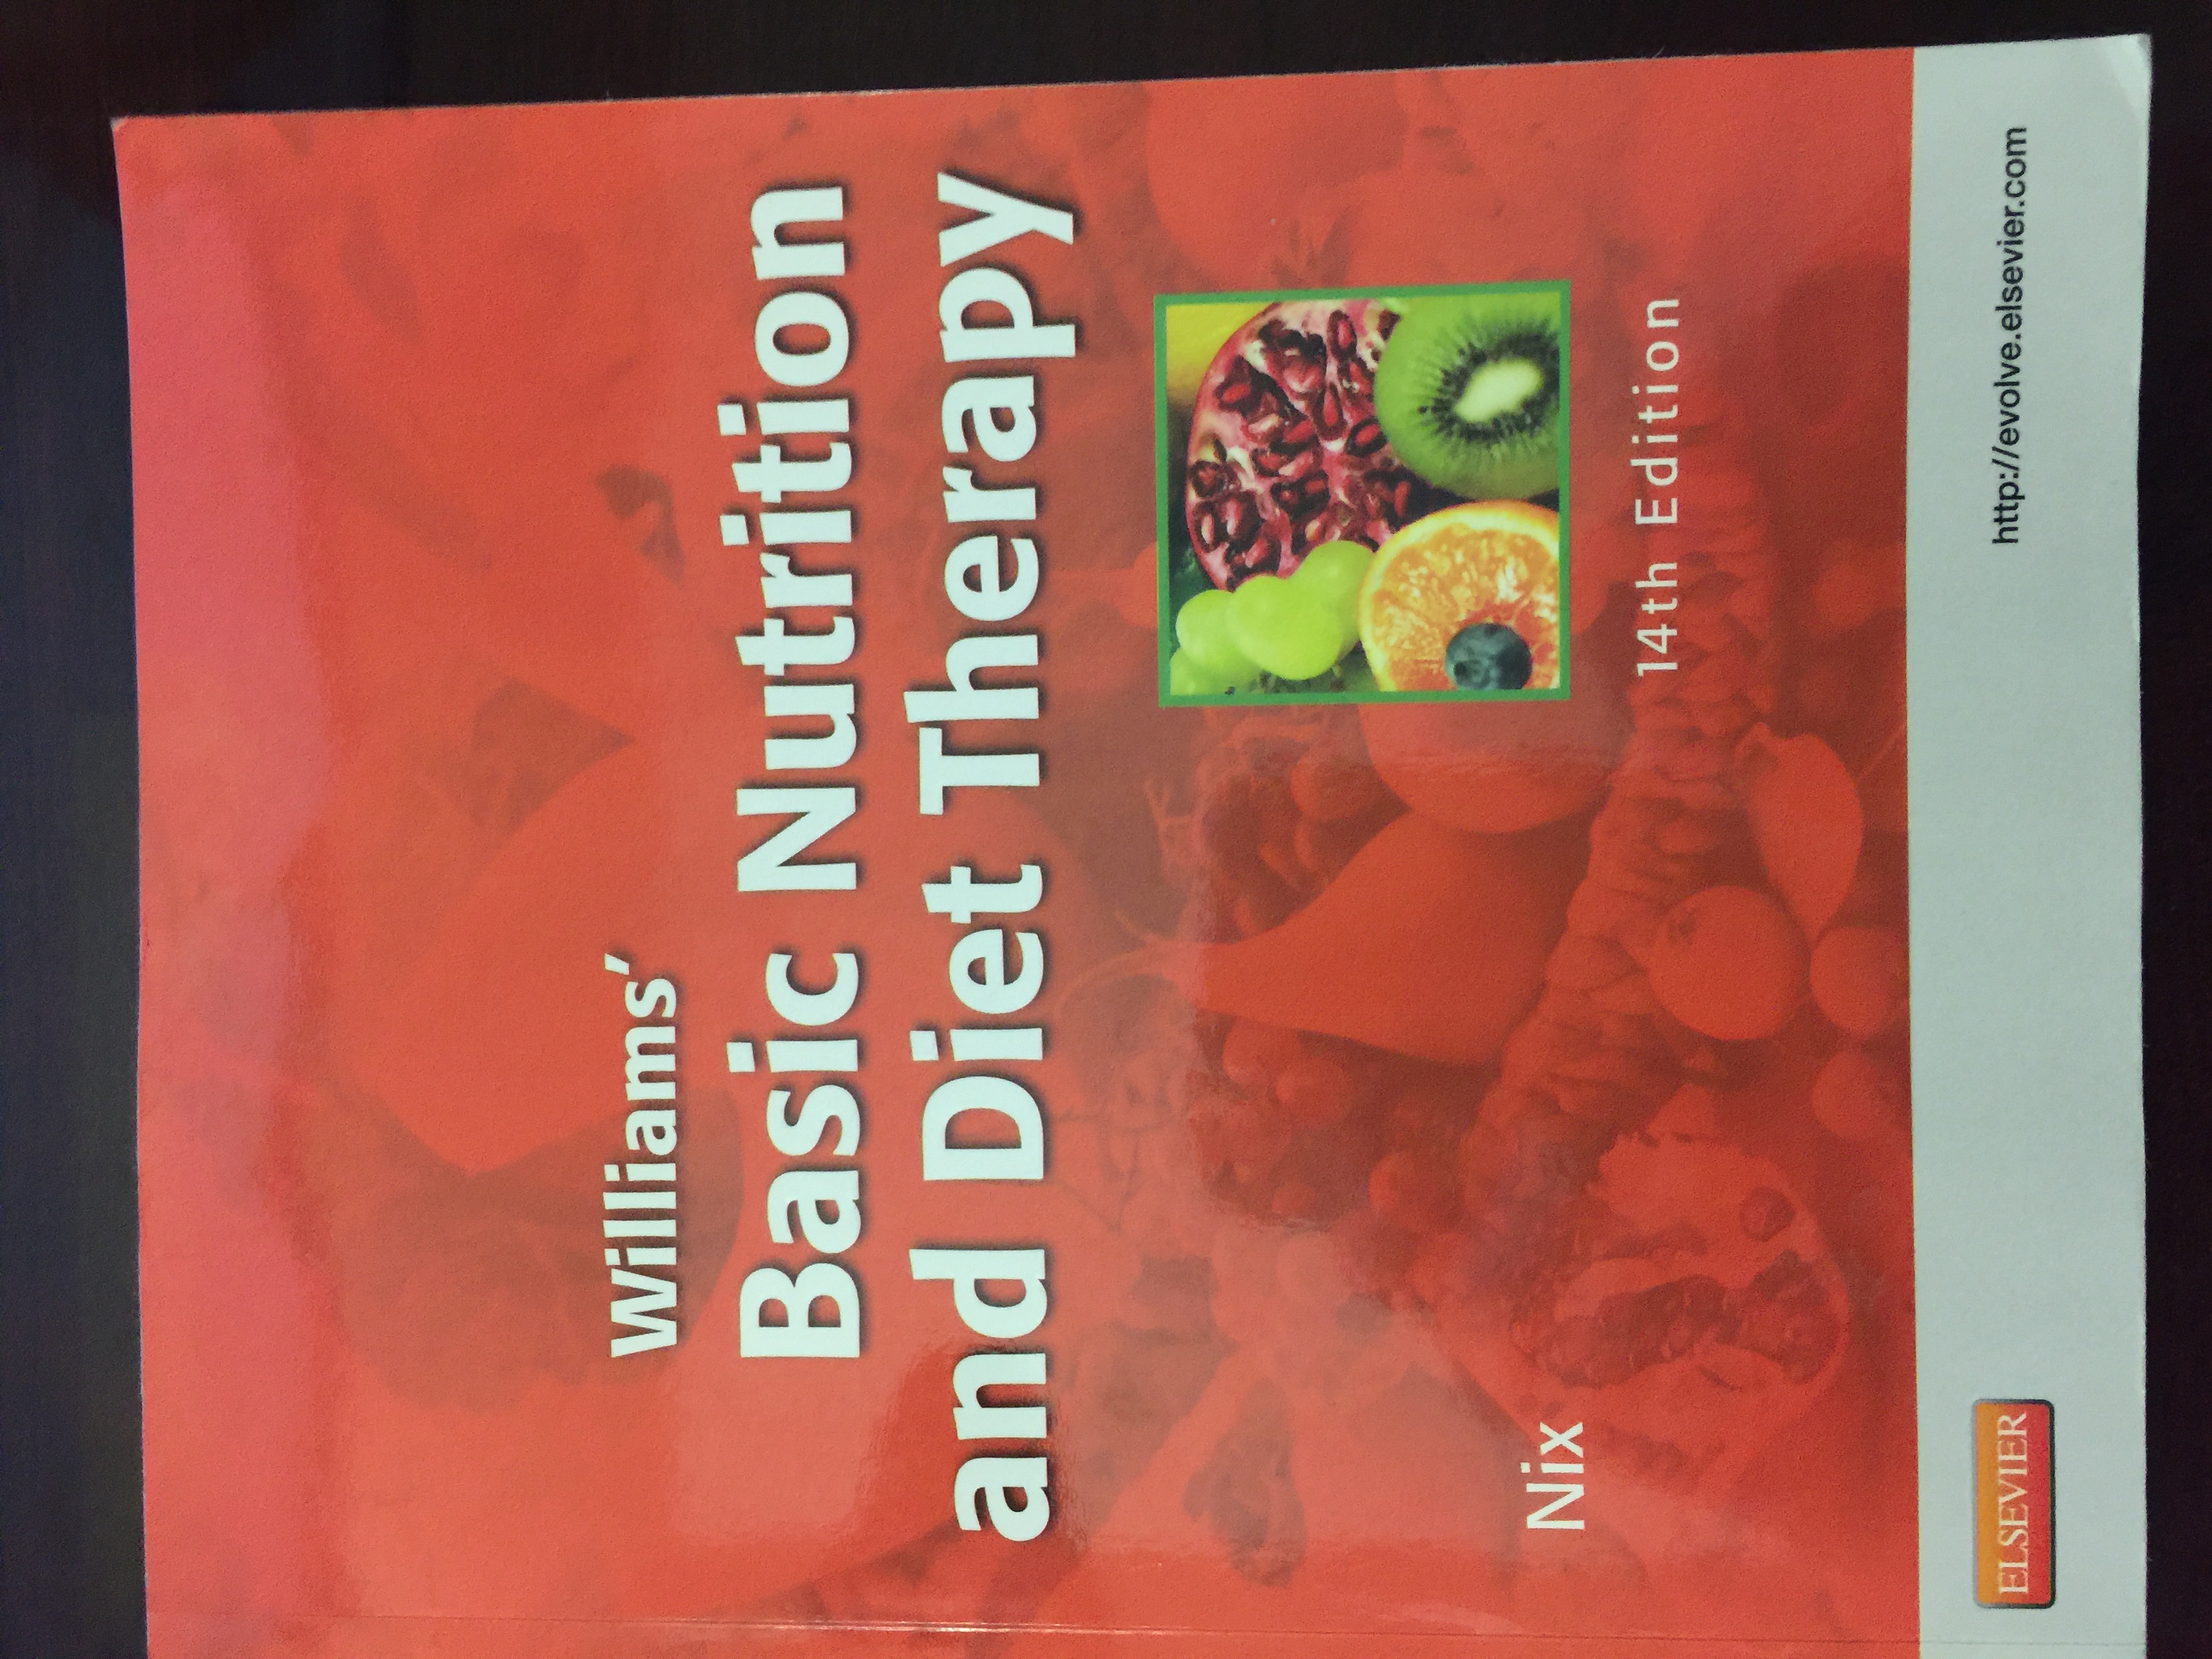 Williams’
Basic Nutrition
and Diet Therapy
Nix
14th Edition
ELSEVIER
http://evolve.elsevier.com